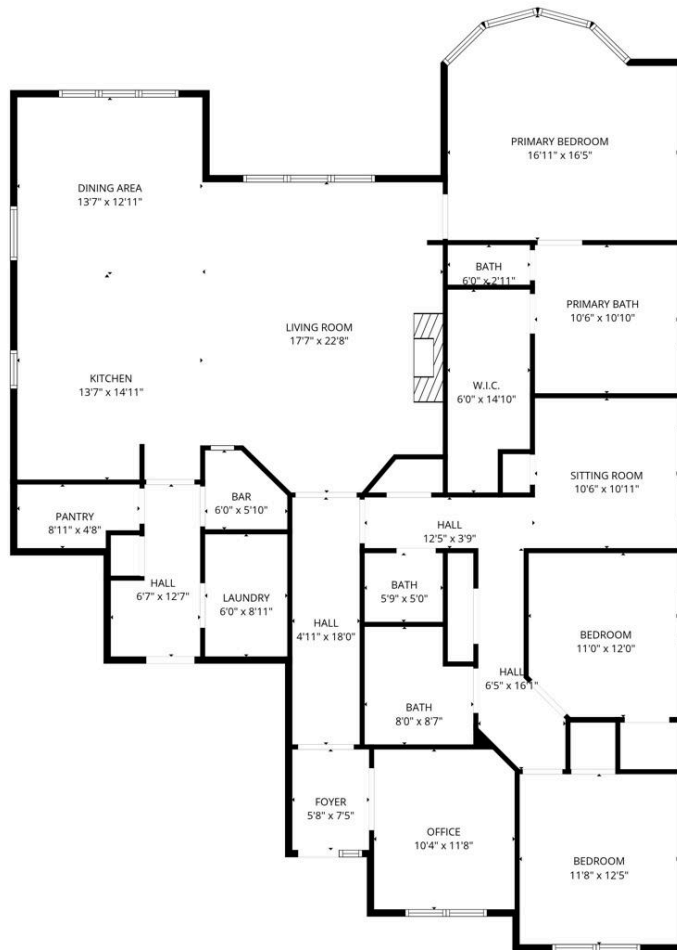 PRIMARY BEDROOM
16'11" x 16'5"
DINING AREA
13'7" x 12'11"
BATH
6'0" x 2'11"
PRIMARY BATH
10'6" x 10'10"
LIVING ROOM
17'7" x 22'8"
KITCHEN
13'7" x 14'11"
W.I.C.
6'0" x 14'10"
SITTING ROOM
10'6" x 10'11"
BAR
6'0" x 5'10"
PANTRY
8'11" x 4'8"
HALL
12'5" x 3'9"
HALL
6'7" x 12'7"
LAUNDRY
6'0" x 8'11"
BATH
5'9" x 5'0"
HALL
4'11" x 18'0"
BEDROOM
11'0" x 12'0"
HALL
6'5" x 16'1"
BATH
8'0" x 8'7"
FOYER
5'8" x 7'5"
OFFICE
10'4" x 11'8"
BEDROOM
11'8" x 12'5"